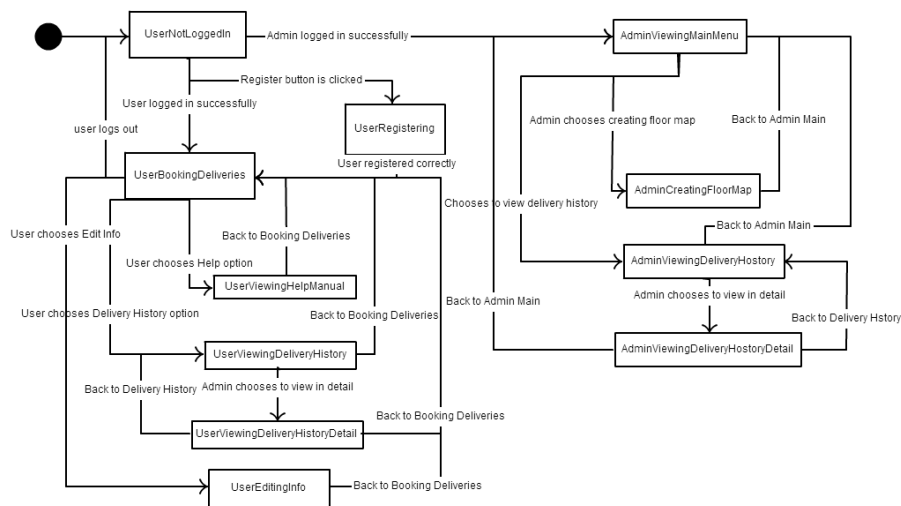 UserNotLoggedIn
Admin logged in successfully
AdminViewingMainMenu
Register button is clicked
User logged in successfully
UserRegistering
Admin chooses creating floor map
Back to Admin Main
user logs out
User registered correctly
UserBookingDeliveries
AdminCreatingFloorMap
Chooses to view delivery history
Back to Admin Main
User chooses Edit Info
Back to Booking Deliveries
User chooses Help option
AdminViewingDeliveryHostory
Back to Admin Main
UserViewingHelpManual
Admin chooses to view in detail
User chooses Delivery History option
Back to Booking Deliveries
Back to Delivery Hstory
UserViewingDeliveryHistory
AdminViewingDeliveryHostoryDetail
Back to Delivery History
Admin chooses to view in detail
Back to Booking Deliveries
UserViewingDeliveryHistoryDetail
UserEditingInfo
Back to Booking Deliveries